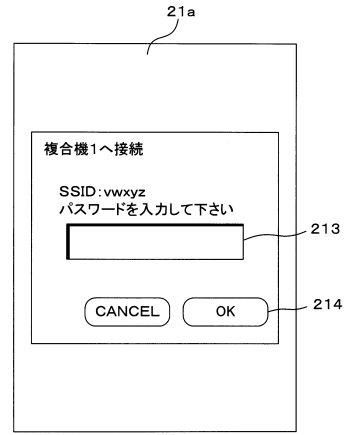 21a
複合機1へ接続
SSID:vwxyz
パスワードを入力して下さい
213
CANCEL
OK
214